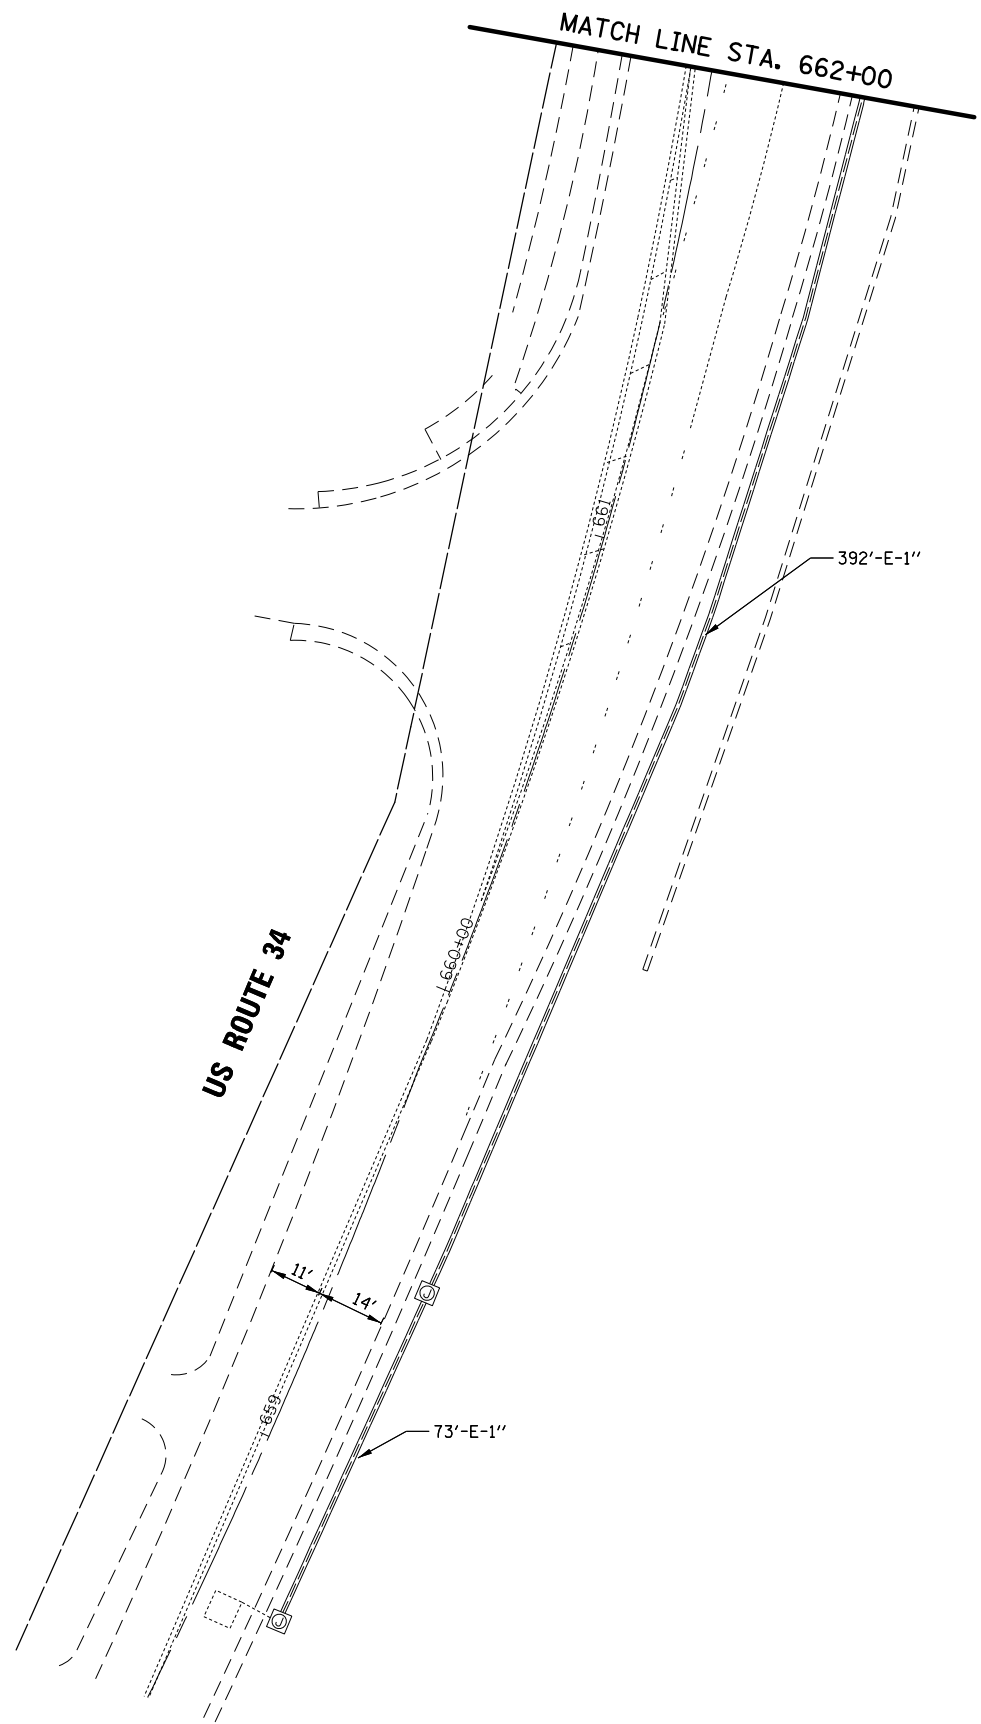 MATCH LINE STA. 662+00
661
392'-E-1"
660+00
US ROUTE 34
11'
14'
J
659
73'-E-1"
J